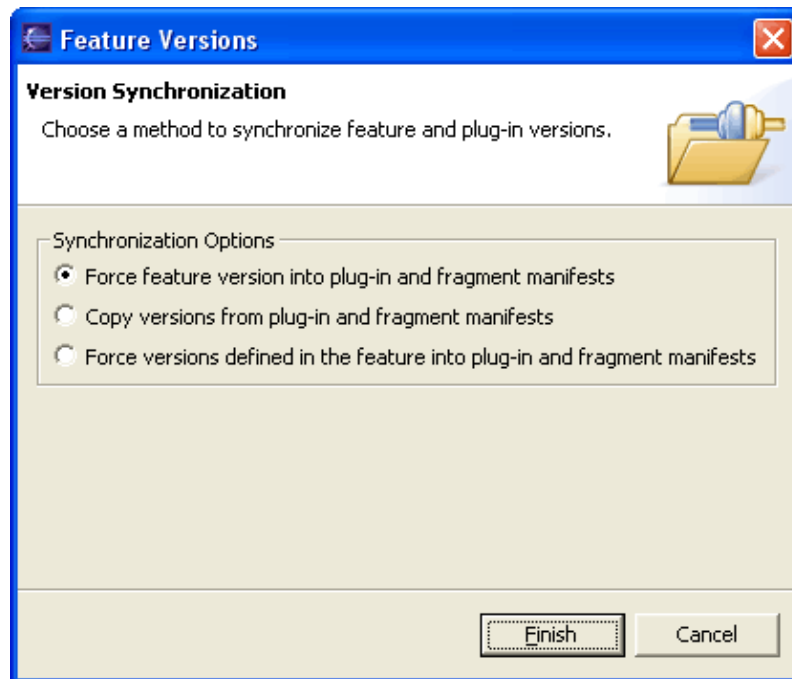 Feature Versions
Version Synchronization
Choose a method to synchronize feature and plug-in versions.
Synchronization Options
Force feature version into plug-in and fragment manifests
Copy versions from plug-in and fragment manifests
Force versions defined in the feature into plug-in and fragment manifests
Finish
Cancel